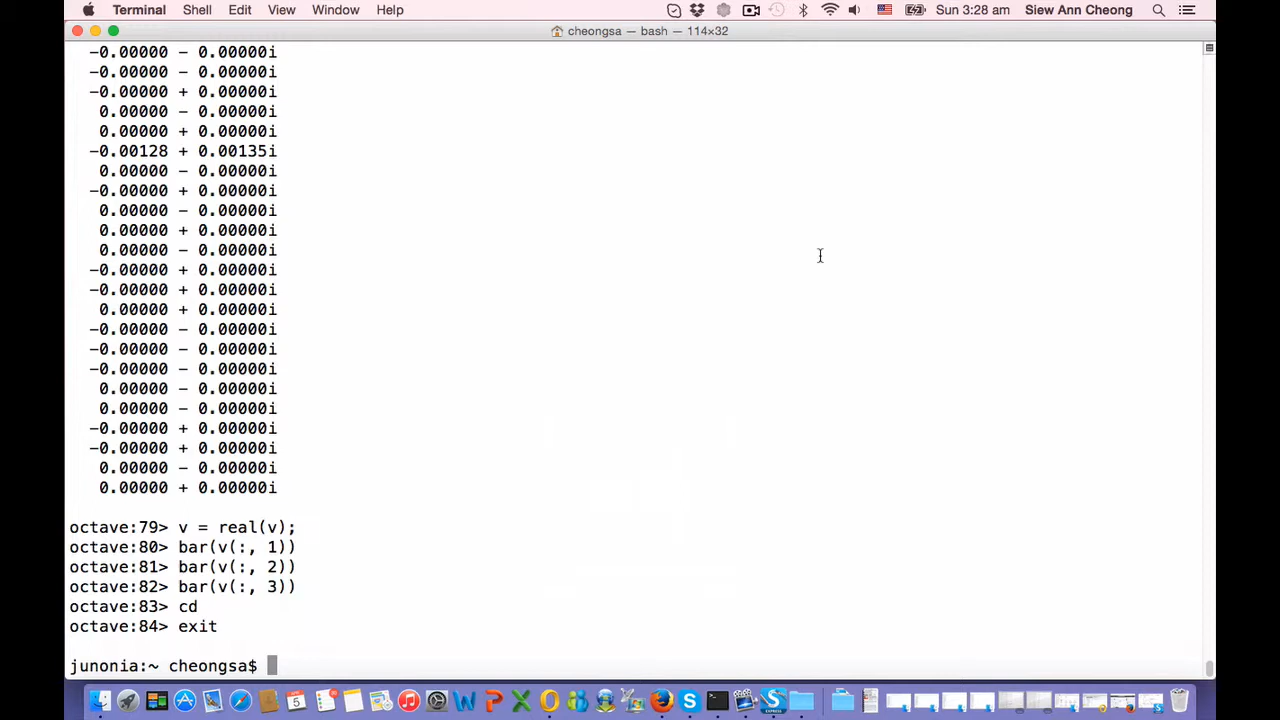 Terminal Shell Edit View Window Help Sun 3:28 am Siew Ann Cheong
cheongsa — bash — 114×32
-0.00000 - 0.00000i
-0.00000 - 0.00000i
-0.00000 + 0.00000i
0.00000 - 0.00000i
0.00000 + 0.00000i
-0.00128 + 0.00135i
0.00000 - 0.00000i
-0.00000 + 0.00000i
0.00000 - 0.00000i
0.00000 + 0.00000i
0.00000 - 0.00000i
-0.00000 + 0.00000i
-0.00000 + 0.00000i
0.00000 + 0.00000i
-0.00000 - 0.00000i
-0.00000 - 0.00000i
-0.00000 - 0.00000i
0.00000 - 0.00000i
0.00000 - 0.00000i
-0.00000 + 0.00000i
-0.00000 + 0.00000i
0.00000 - 0.00000i
0.00000 + 0.00000i
octave:79> v = real(v);
octave:80> bar(v(:, 1))
octave:81> bar(v(:, 2))
octave:82> bar(v(:, 3))
octave:83> cd
octave:84> exit
junonia:~ cheongsa$